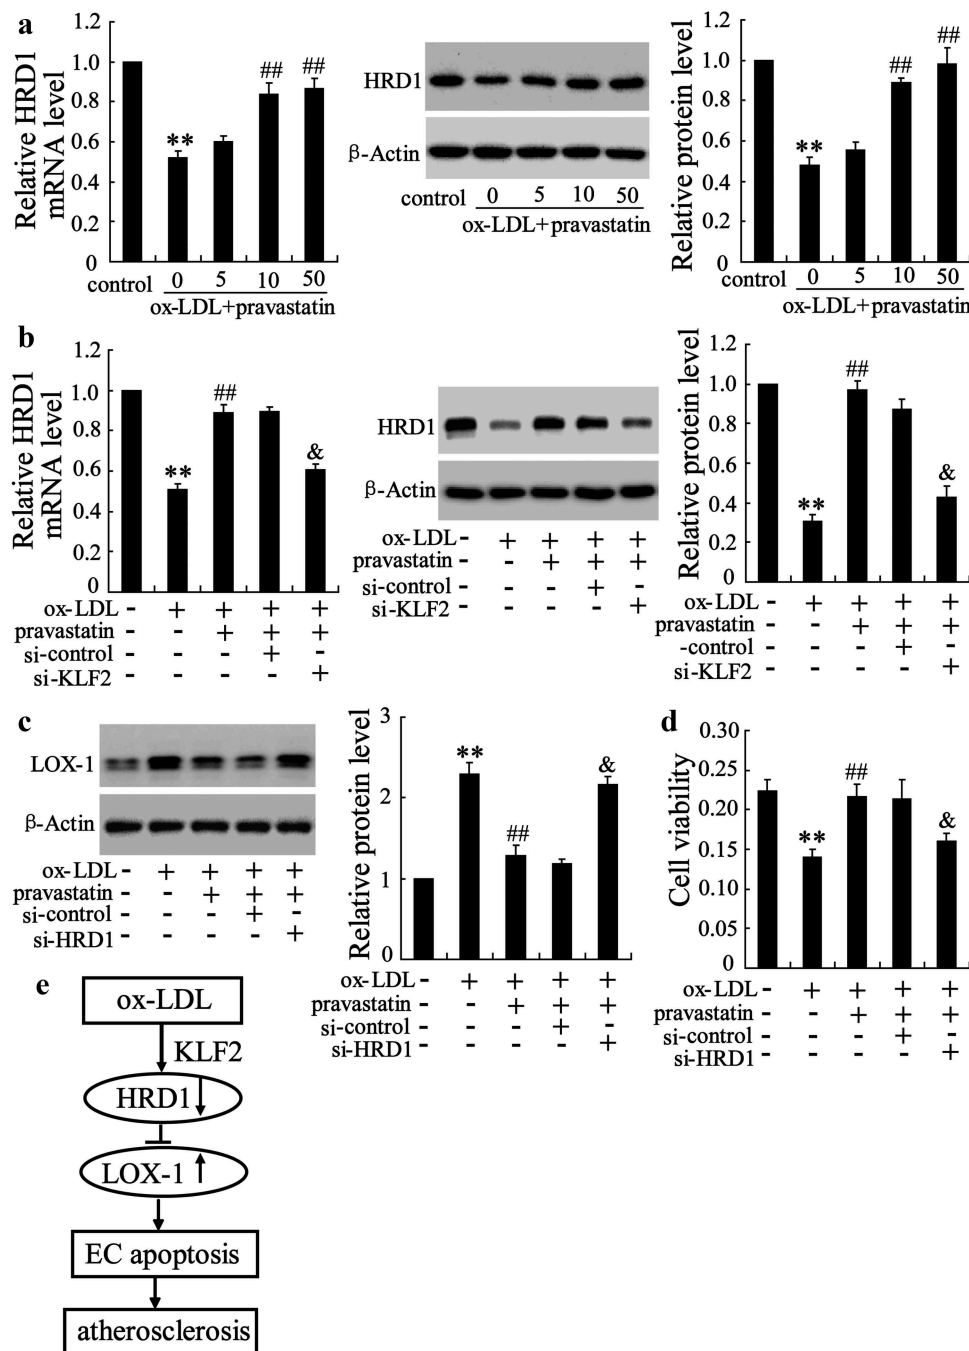 a
Relative HRD1
mRNA level
1.2
1.0
0.8
0.6
0.4
0.2
0
**
##
##
control
0
5
10
50
ox-LDL+pravastatin
HRD1
β-Actin
control
0
5
10
50
ox-LDL+pravastatin
Relative protein level
1.2
1.0
0.8
0.6
0.4
0.2
0
**
##
##
control
0
5
10
50
ox-LDL+pravastatin
b
Relative HRD1
mRNA level
1.2
1.0
0.8
0.6
0.4
0.2
0
**
##
&
ox-LDL - + + + +
pravastatin - - + + +
si-control - - - + -
si-KLF2 - - - - +
HRD1
β-Actin
ox-LDL - + + + +
pravastatin - - + + +
si-control - - - + -
si-KLF2 - - - - +
Relative protein level
1.2
1.0
0.8
0.6
0.4
0.2
0
**
##
&
ox-LDL - + + + +
pravastatin - - + + +
-control - - - + -
si-KLF2 - - - - +
c
LOX-1
β-Actin
ox-LDL - + + + +
pravastatin - - + + +
si-control - - - + -
si-HRD1 - - - - +
Relative protein level
3
2
1
0
**
##
&
ox-LDL - + + + +
pravastatin - - + + +
si-control - - - + -
si-HRD1 - - - - +
d
Cell viability
0.30
0.25
0.20
0.15
0.10
0.05
0.00
**
##
&
ox-LDL - + + + +
pravastatin - - + + +
si-control - - - + -
si-HRD1 - - - - +
e
ox-LDL
KLF2
HRD1
LOX-1
EC apoptosis
atherosclerosis